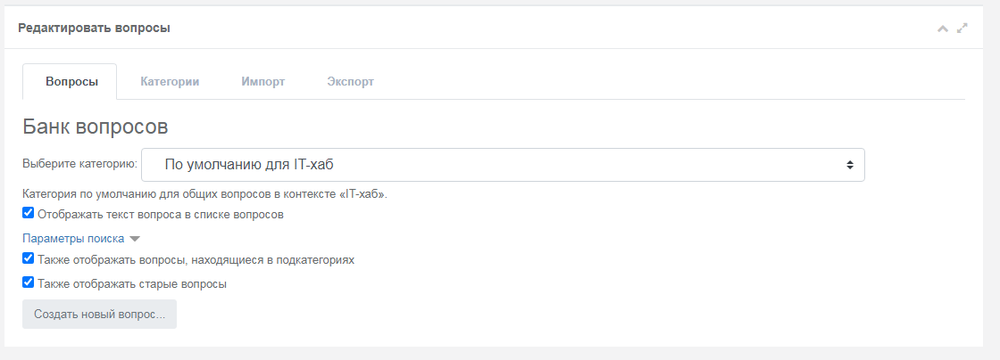 Редактировать вопросы
Вопросы Категории Импорт Экспорт
Банк вопросов
Выберите категорию: По умолчанию для IT-хаб
Категория по умолчанию для общих вопросов в контексте «IT-хаб».
Отображать текст вопроса в списке вопросов
Параметры поиска
Также отображать вопросы, находящиеся в подкатегориях
Также отображать старые вопросы
Создать новый вопрос...